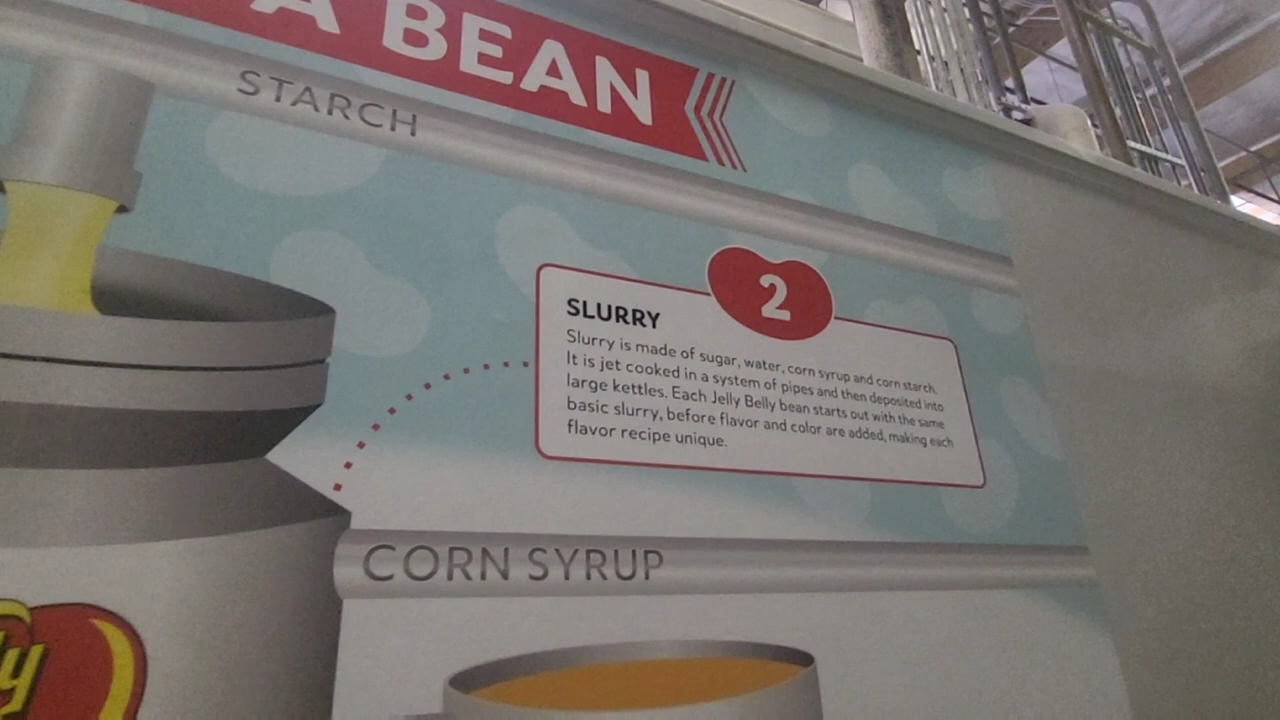 A BEAN
STARCH
2
SLURRY
Slurry is made of sugar, water, corn syrup and corn starch.
It is jet cooked in a system of pipes and then deposited into
large kettles. Each Jelly Belly bean starts out with the same
basic slurry, before flavor and color are added, making each
flavor recipe unique.
CORN SYRUP
ly